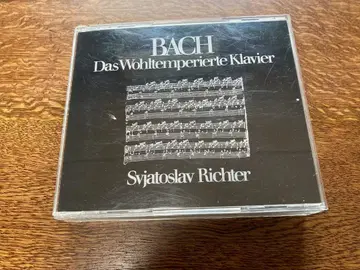 BACH
Das Wohltemperierte Klavier
Svjatoslav Richter